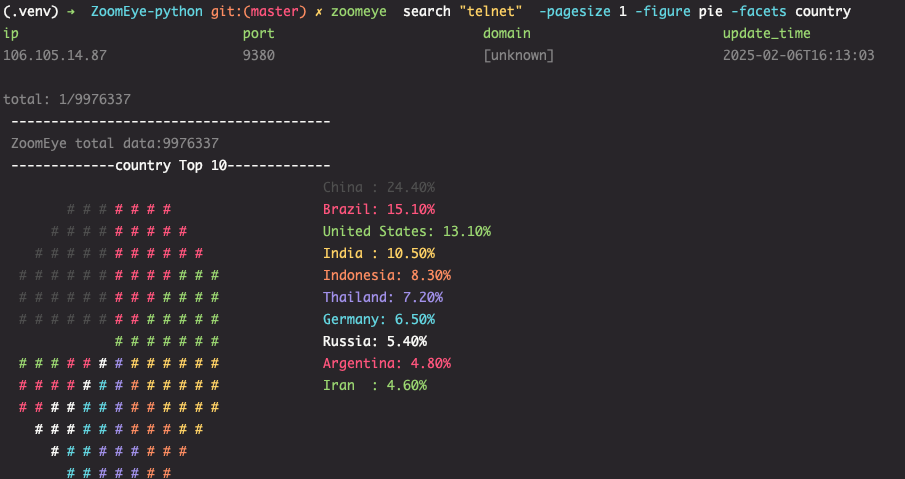 (.venv) → ZoomEye-python git:(master) ✗ zoomeye search "telnet" -pagesize 1 -figure pie -facets country
ip port domain update_time
106.105.14.87 9380 [unknown] 2025-02-06T16:13:03
total: 1/9976337
----------------------------------------
ZoomEye total data:9976337
-------------country Top 10-------------
China : 24.40%
# # # # # # # Brazil: 15.10%
# # # # # # # # # United States: 13.10%
# # # # # # # # # # # India : 10.50%
# # # # # # # # # # # # # Indonesia: 8.30%
# # # # # # # # # # # # # Thailand: 7.20%
# # # # # # # # # # # # # Germany: 6.50%
# # # # # # # Russia: 5.40%
# # # # # # # # # # # # # Argentina: 4.80%
# # # # # # # # # # # # # Iran : 4.60%
# # # # # # # # # # # # #
# # # # # # # # # # #
# # # # # # # # #
# # # # # # #